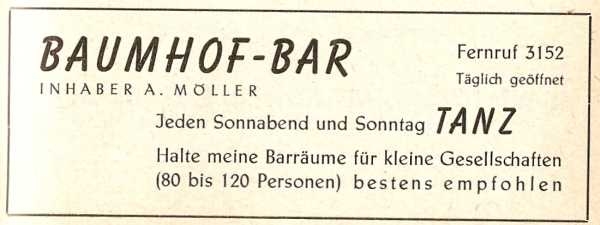 BAUMHOF-BAR
Fernruf 3152
INHABER A. MÖLLER
Täglich geöffnet
Jeden Sonnabend und Sonntag TANZ
Halte meine Barräume für kleine Gesellschaften
(80 bis 120 Personen) bestens empfohlen